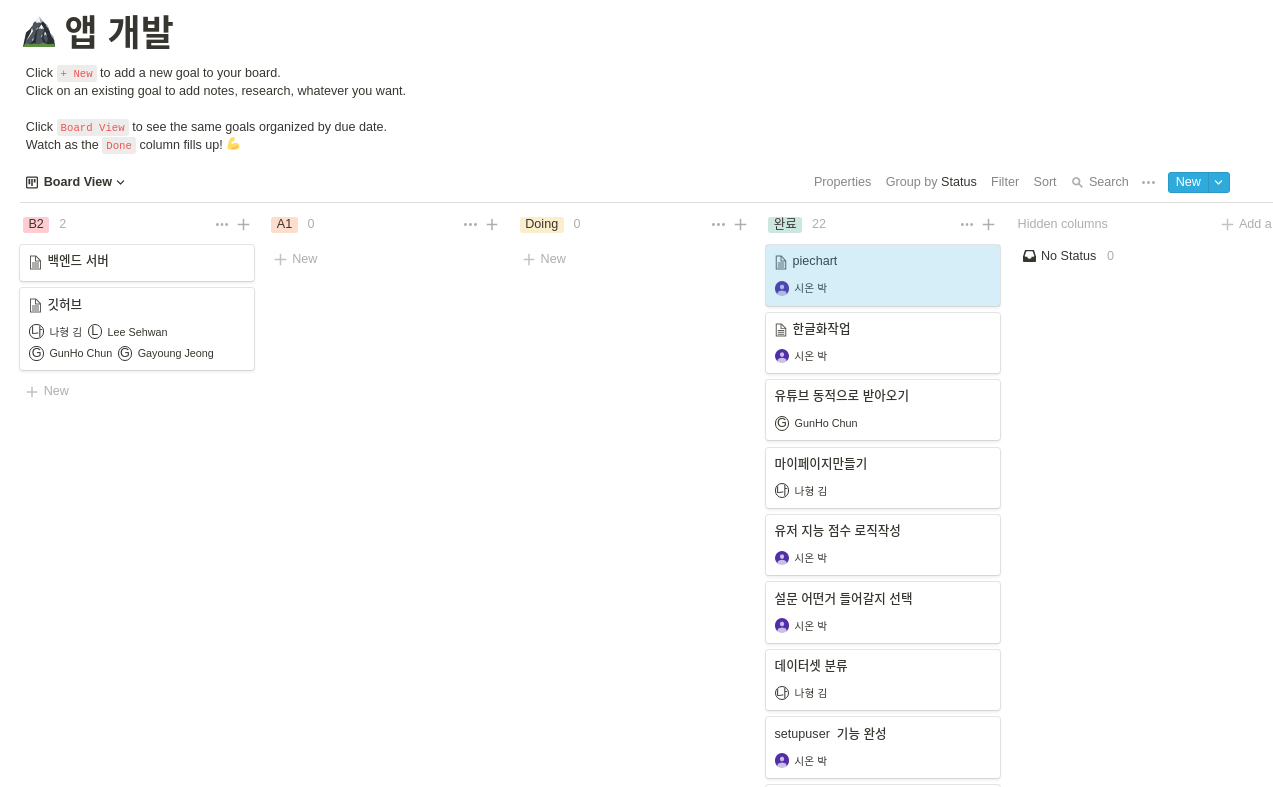 앱 개발
Click + New to add a new goal to your board.
Click on an existing goal to add notes, research, whatever you want.
Click Board View to see the same goals organized by due date.
Watch as the Done column fills up! 💪
Board View
Properties Group by Status Filter Sort Search New
B2 2
A1 0
Doing 0
완료 22
Hidden columns
Add a
백엔드 서버
깃허브
나형 김 L Lee Sehwan
G GunHo Chun G Gayoung Jeong
New
New
New
piechart
시온 박
한글화작업
시온 박
유튜브 동적으로 받아오기
G GunHo Chun
마이페이지만들기
나형 김
유저 지능 점수 로직작성
시온 박
설문 어떤거 들어갈지 선택
시온 박
데이터셋 분류
나형 김
setupuser 기능 완성
시온 박
No Status 0